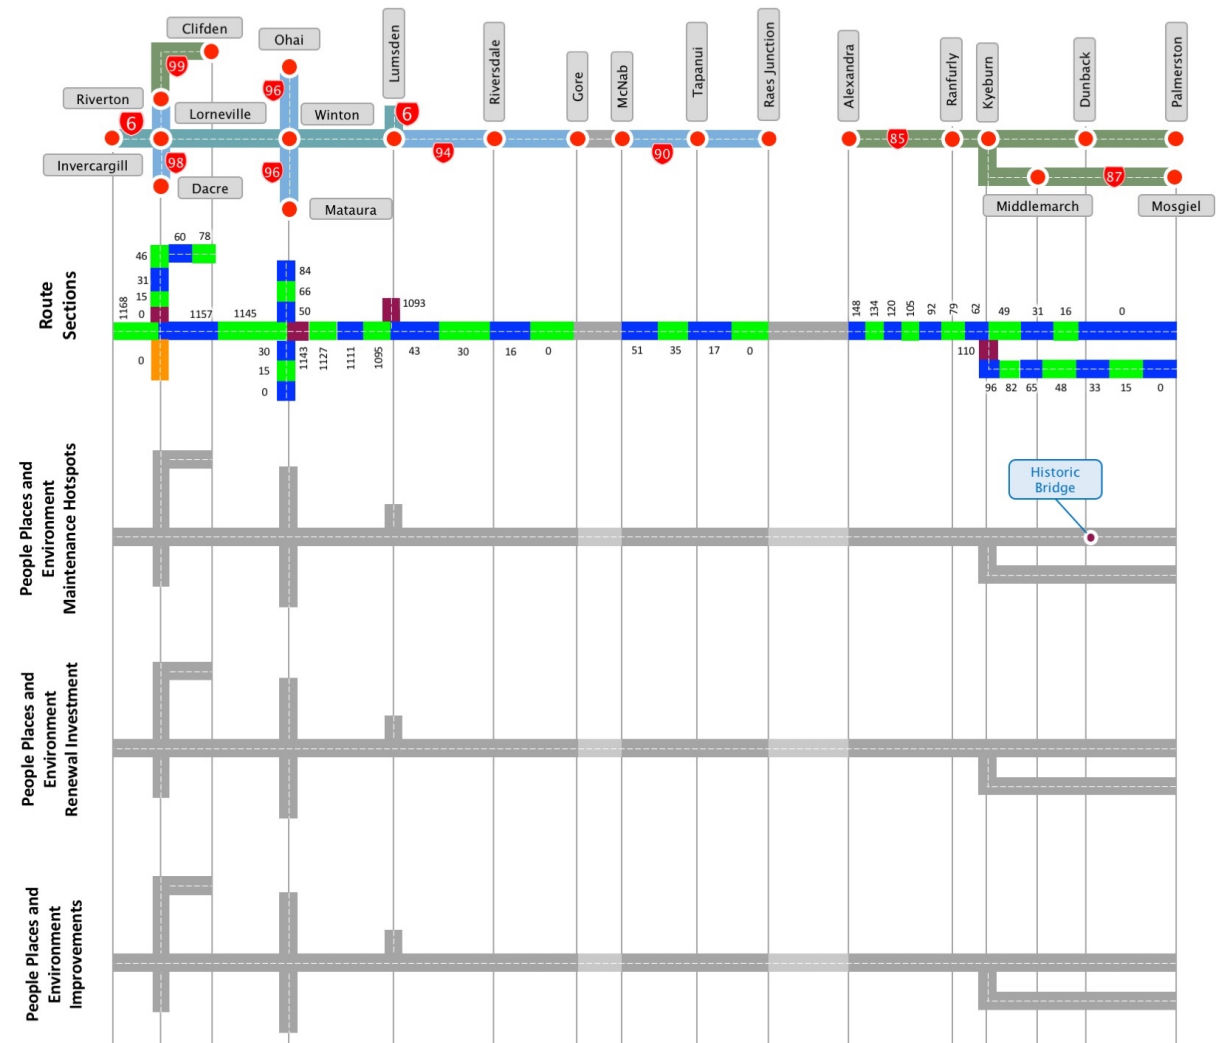 Clifden
Ohai
Lumsden
Riversdale
Gore
McNab
Tapanui
Raes Junction
Alexandra
Ranfurly
Kyeburn
Dunback
Palmerston
99
96
Riverton
Lorneville
Winton
6
6
94
90
85
Invercargill
98
96
87
Dacre
Mataura
Middlemarch
Mosgiel
Route
Sections
60
78
46
31
15
0
1168
1157
1145
84
66
50
1093
148
134
120
105
92
79
62
49
31
16
0
0
30
15
0
1143
1127
1111
1095
43
30
16
0
51
35
17
0
110
96
82
65
48
33
15
0
People Places and
Environment
Maintenance Hotspots
Historic
Bridge
People Places and
Environment
Renewal Investment
People Places and
Environment
Improvements